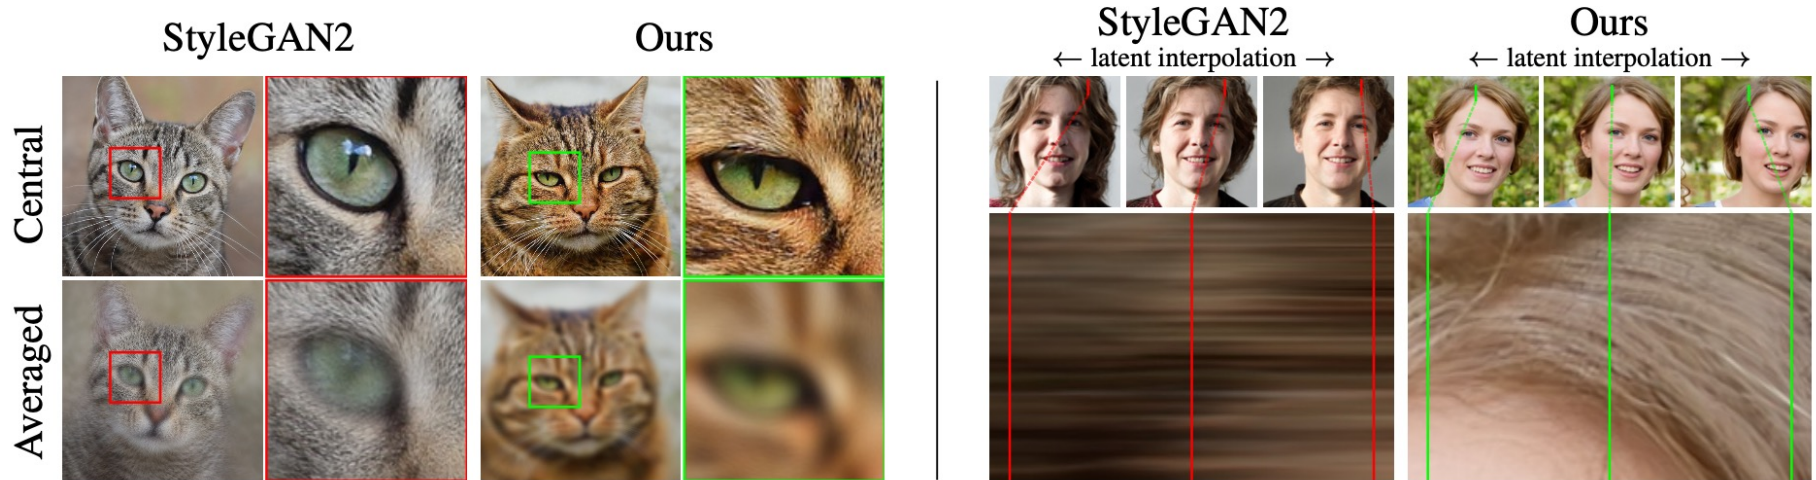 StyleGAN2
Ours
Central
Averaged
StyleGAN2
← latent interpolation →
Ours
← latent interpolation →